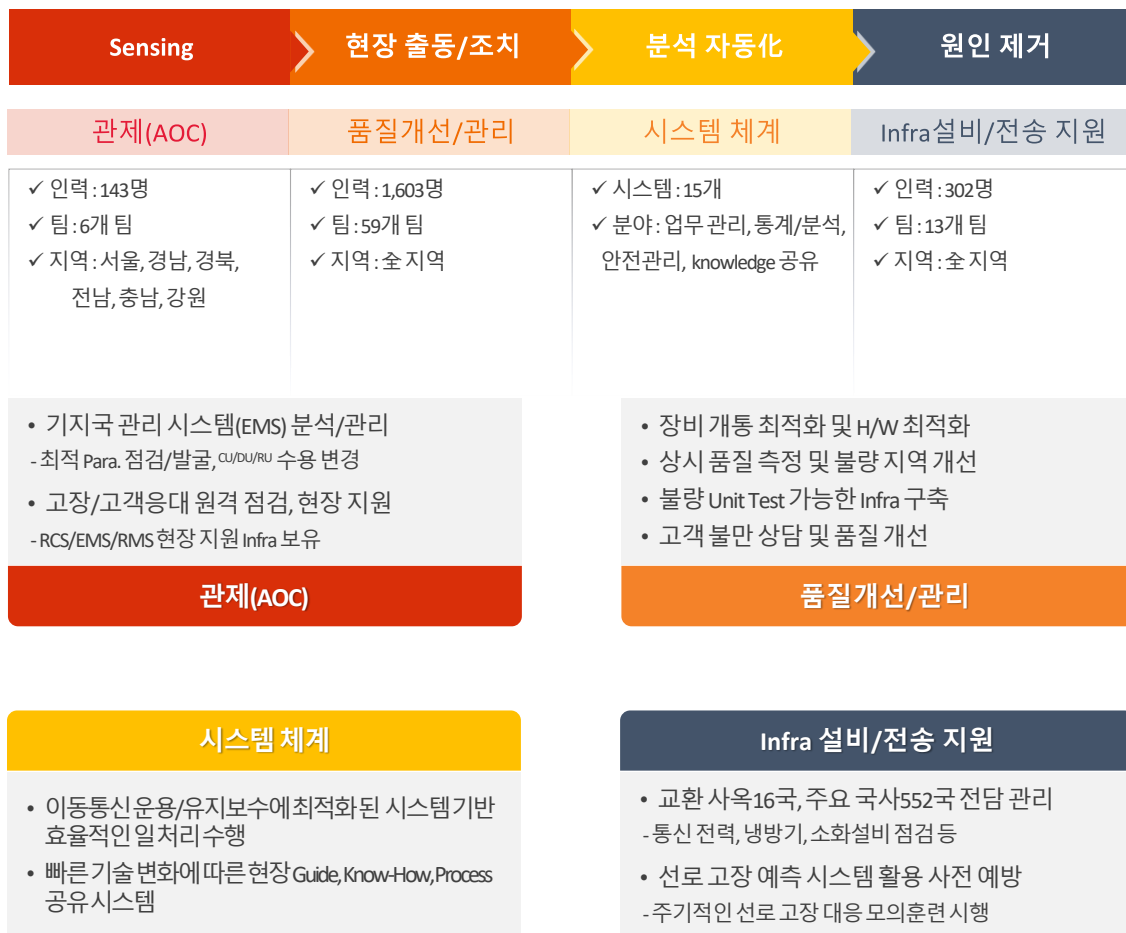 Sensing
현장 출동/조치
분석 자동化
원인 제거
관제(AOC)
품질개선/관리
시스템 체계
Infra설비/전송 지원
✓ 인력 : 143명
✓ 팀 : 6개 팀
✓ 지역 : 서울, 경남, 경북,
전남, 충남, 강원
✓ 인력 : 1,603명
✓ 팀 : 59개 팀
✓ 지역 : 全 지역
✓ 시스템 : 15개
✓ 분야 : 업무 관리, 통계/분석,
안전관리, knowledge 공유
✓ 인력 : 302명
✓ 팀 : 13개 팀
✓ 지역 : 全 지역
• 기지국 관리 시스템(EMS) 분석/관리
- 최적 Para. 점검/발굴, CU/DU/RU 수용 변경
• 고장/고객응대 원격 점검, 현장 지원
- RCS/EMS/RMS 현장 지원 Infra 보유
관제(AOC)
• 장비 개통 최적화 및 H/W 최적화
• 상시 품질 측정 및 불량 지역 개선
• 불량 Unit Test 가능한 Infra 구축
• 고객 불만 상담 및 품질 개선
품질개선/관리
시스템 체계
• 이동통신 운용/유지보수에 최적화 된 시스템 기반
효율적인 일 처리 수행
• 빠른 기술 변화에 따른 현장 Guide, Know-How, Process
공유 시스템
Infra 설비/전송 지원
• 교환 사옥16국, 주요 국사552국 전담 관리
- 통신 전력, 냉방기, 소화설비 점검 등
• 선로 고장 예측 시스템 활용 사전 예방
- 주기적인 선로 고장 대응 모의훈련 시행